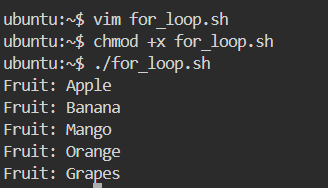 ubuntu:~$ vim for_loop.sh
ubuntu:~$ chmod +x for_loop.sh
ubuntu:~$ ./for_loop.sh
Fruit: Apple
Fruit: Banana
Fruit: Mango
Fruit: Orange
Fruit: Grapes